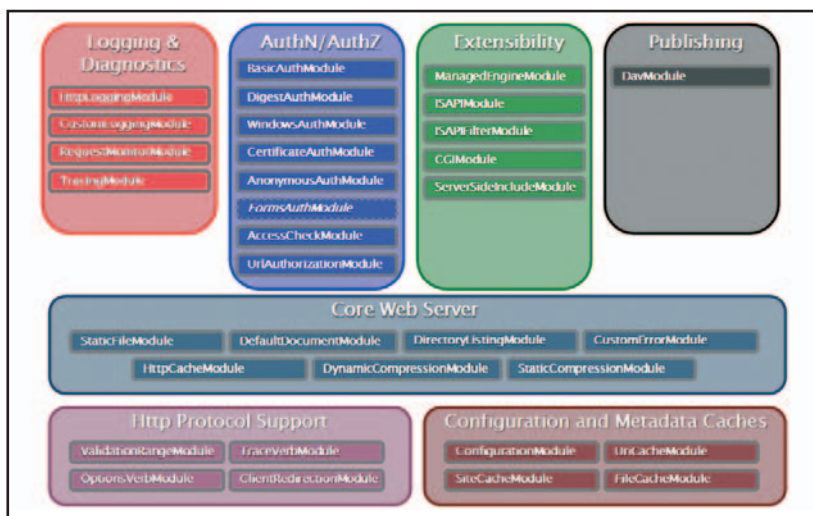 Logging &
Diagnostics
HttpLoggingModule
CustomLoggingModule
RequestMonitorModule
TracingModule
AuthN/AuthZ
BasicAuthModule
DigestAuthModule
WindowsAuthModule
CertificateAuthModule
AnonymousAuthModule
FormsAuthModule
AccessCheckModule
UrlAuthorizationModule
Extensibility
ManagedEngineModule
ISAPIModule
ISAPIFilterModule
CGIModule
ServerSideIncludeModule
Publishing
DavModule
Core Web Server
StaticFileModule DefaultDocumentModule DirectoryListingModule CustomErrorModule
HttpCacheModule DynamicCompressionModule StaticCompressionModule
Http Protocol Support
ValidationRangeModule TraceVerbModule
OptionsVerbModule ClientRedirectionModule
Configuration and Metadata Caches
ConfigurationModule UriCacheModule
SiteCacheModule FileCacheModule